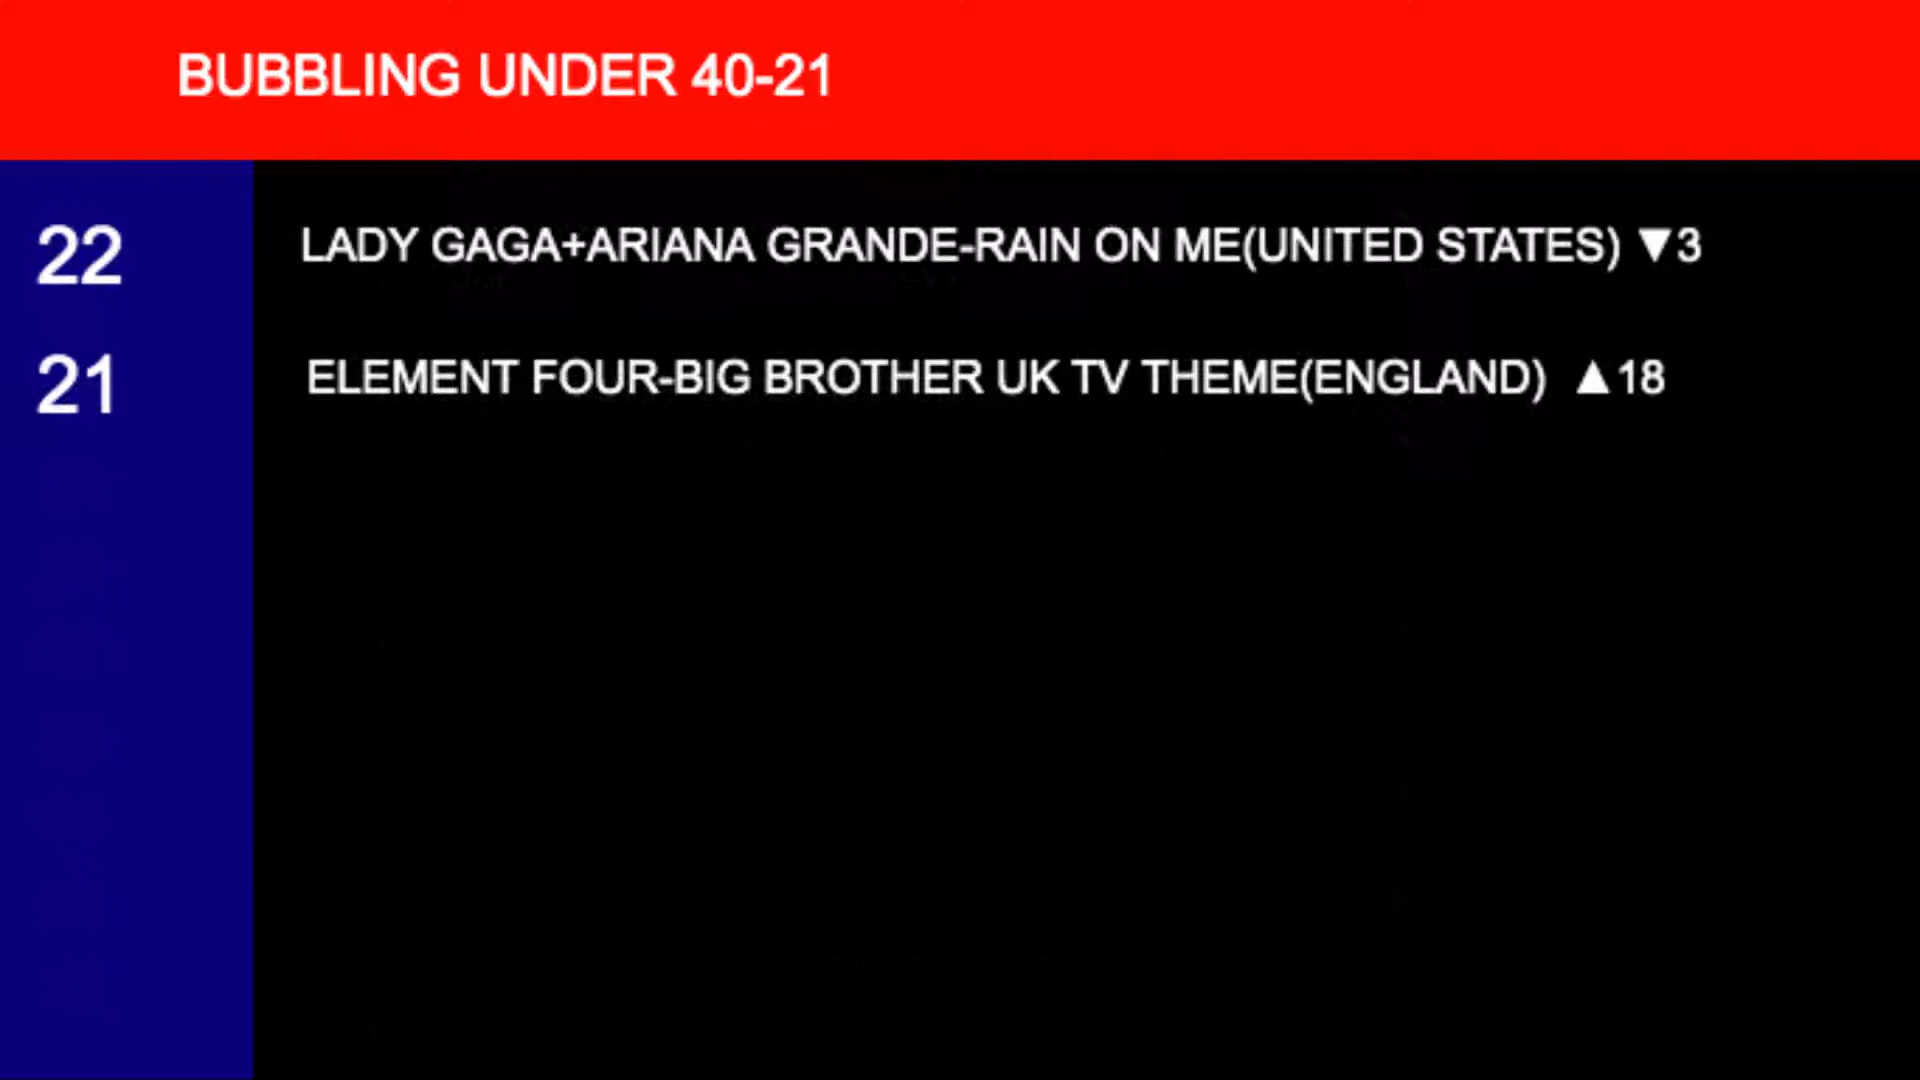 BUBBLING UNDER 40-21
22 LADY GAGA+ARIANA GRANDE-RAIN ON ME(UNITED STATES) ▼3
21 ELEMENT FOUR-BIG BROTHER UK TV THEME(ENGLAND) ▲18